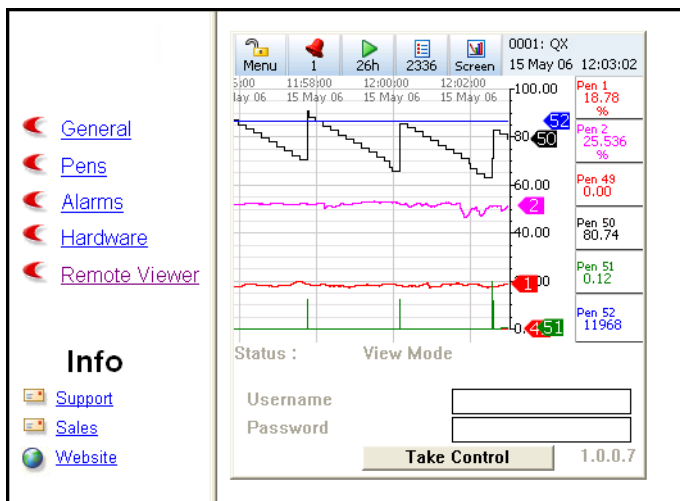 General
Pens
Alarms
Hardware
Remote Viewer
Info
Support
Sales
Website
Menu
1
26h
2336
Screen
0001: QX
15 May 06 12:03:02
11:58:00 12:00:00 12:02:00
May 06 15 May 06 15 May 06 15 May 06
100.00
80.
60.00
40.00
52
50
2
1
51
Pen 1
18.78
%
Pen 2
25.536
%
Pen 49
0.00
Pen 50
80.74
Pen 51
0.12
Pen 52
11968
Status : View Mode
Username
Password
Take Control
1.0.0.7